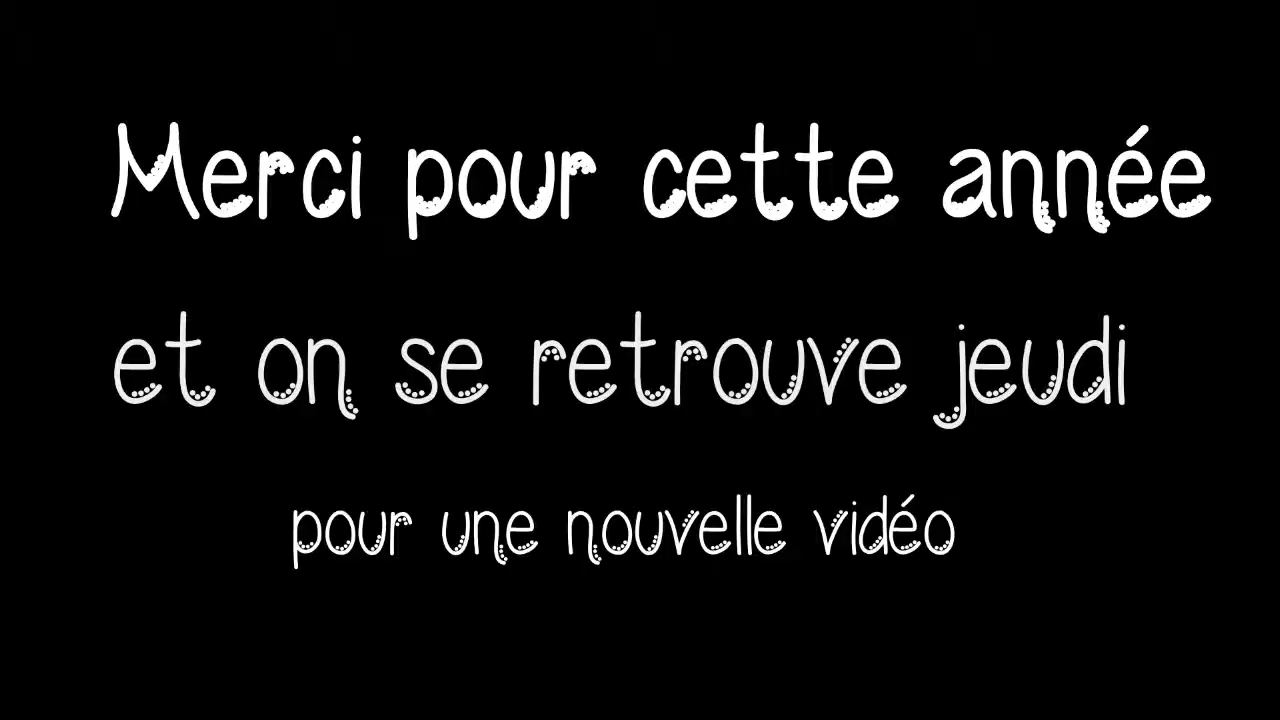 Merci pour cette année
et on se retrouve jeudi
pour une nouvelle vidéo